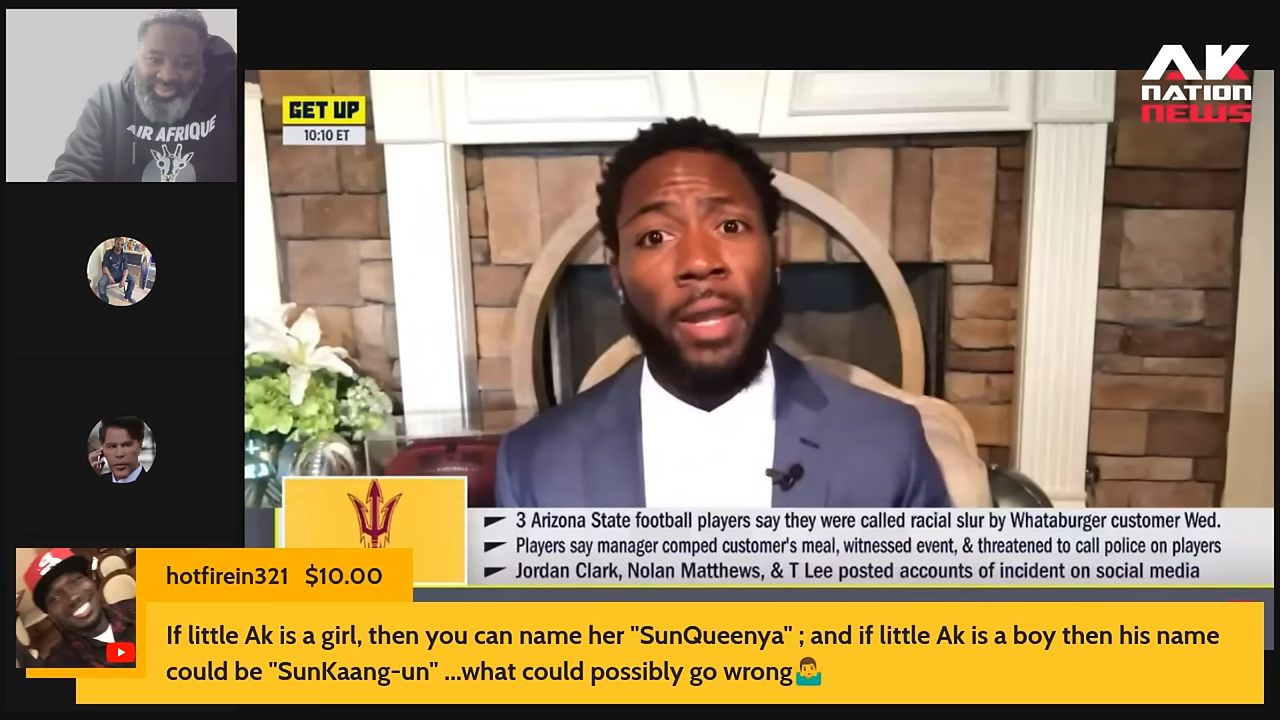 AIR AFRIQUE
GET UP
10:10 ET
AK
NATION
NEWS
3 Arizona State football players say they were called racial slur by Whataburger customer Wed.
Players say manager comped customer's meal, witnessed event, & threatened to call police on players
Jordan Clark, Nolan Matthews, & T Lee posted accounts of incident on social media
hotfirein321 $10.00
If little Ak is a girl, then you can name her "SunQueenya" ; and if little Ak is a boy then his name
could be "SunKaang-un" ...what could possibly go wrong🤷‍♂️